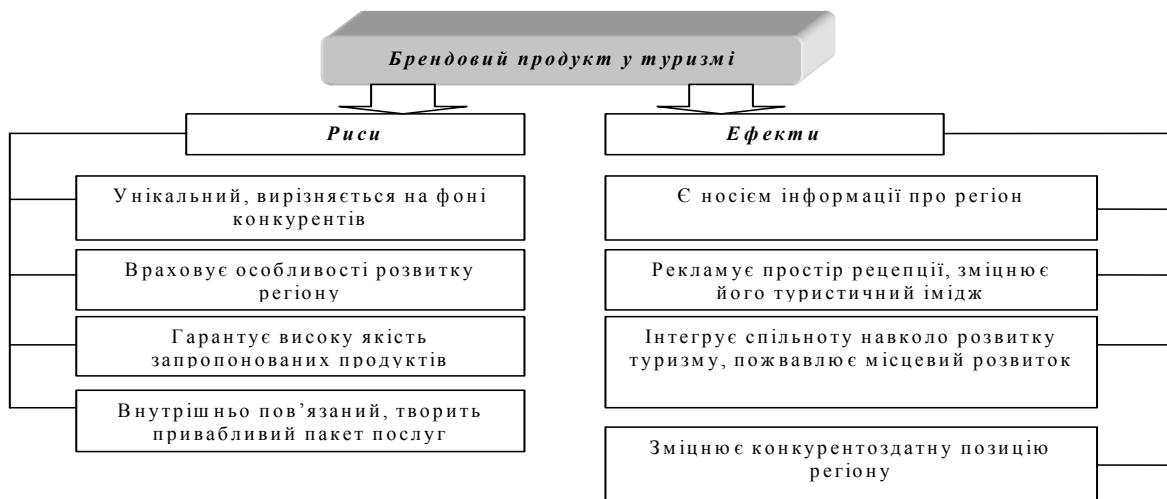 Брендовий продукт у туризмі
Риси
Унікальний, вирізняється на фоні
конкурентів
Враховує особливості розвитку
регіону
Гарантує високу якість
запропонованих продуктів
Внутрішньо пов’язаний, творить
привабливий пакет послуг
Ефекти
Є носієм інформації про регіон
Рекламує простір рецепції, зміцнює
його туристичний імідж
Інтегрує спільноту навколо розвитку
туризму, пожвавлює місцевий розвиток
Зміцнює конкурентоздатну позицію
регіону